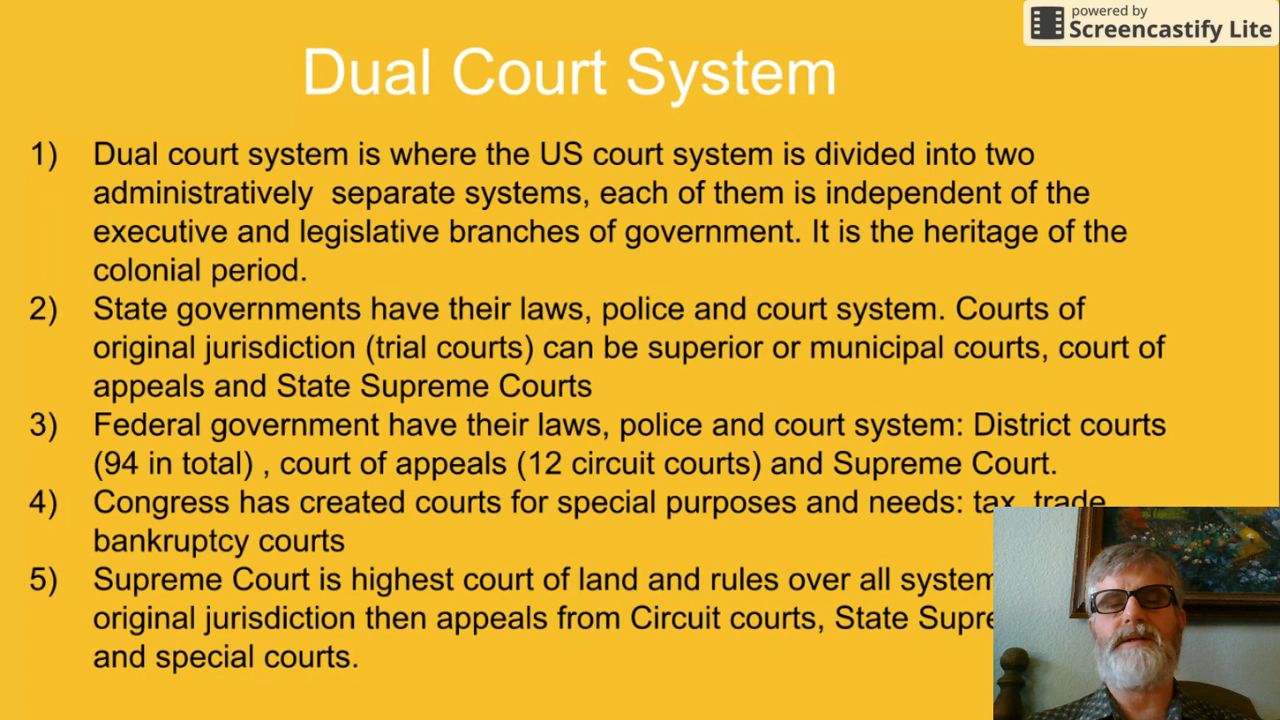 powered by
Screencastify Lite
Dual Court System
1) Dual court system is where the US court system is divided into two
administratively separate systems, each of them is independent of the
executive and legislative branches of government. It is the heritage of the
colonial period.
2) State governments have their laws, police and court system. Courts of
original jurisdiction (trial courts) can be superior or municipal courts, court of
appeals and State Supreme Courts
3) Federal government have their laws, police and court system: District courts
(94 in total) , court of appeals (12 circuit courts) and Supreme Court.
4) Congress has created courts for special purposes and needs: tax, trade
bankruptcy courts
5) Supreme Court is highest court of land and rules over all system
original jurisdiction then appeals from Circuit courts, State
and special courts.